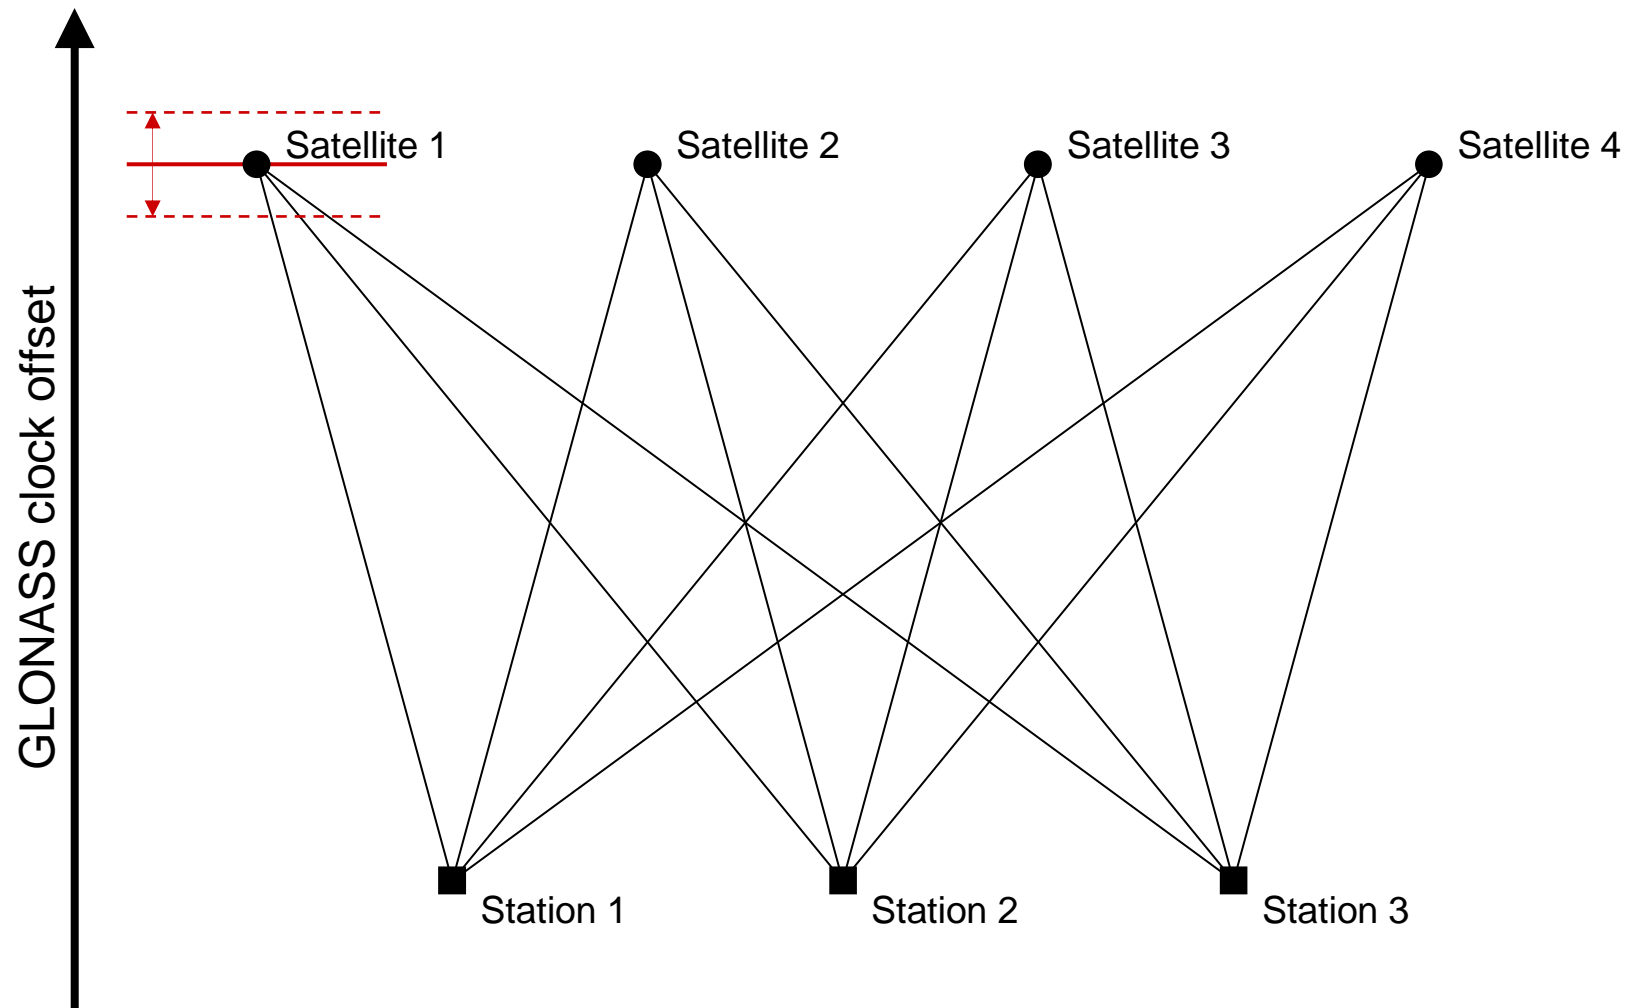 Satellite 1
Satellite 2
Satellite 3
Satellite 4
GLONASS clock offset
Station 1
Station 2
Station 3